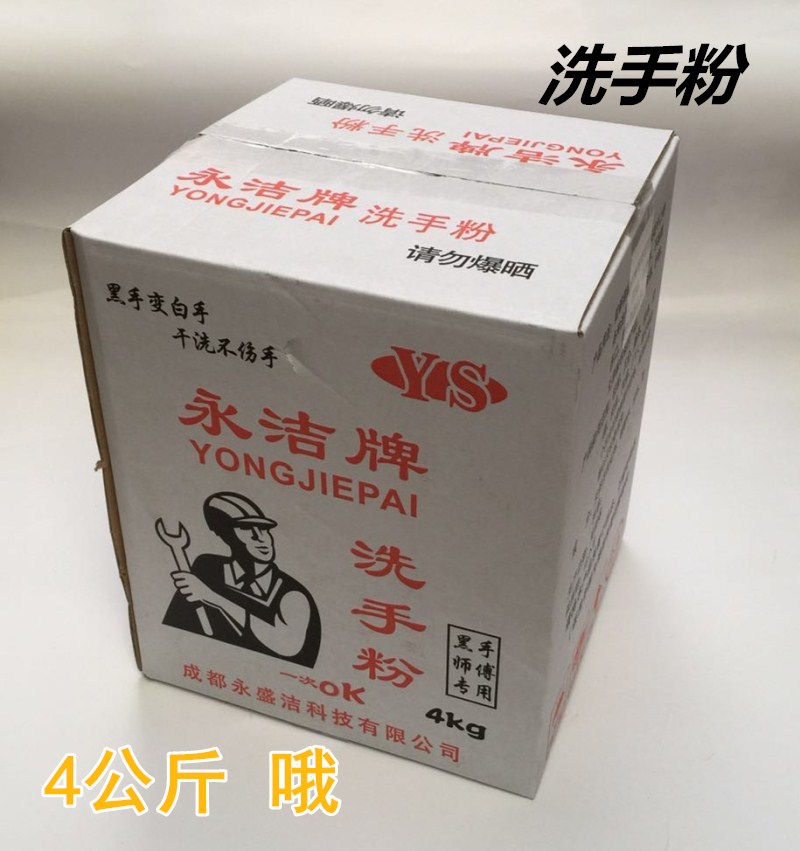 洗手粉
请勿爆晒
永洁牌洗手粉
YONGJIEPAI
永洁牌 洗手粉
YONGJIEPAI
请勿爆晒
黑手变白手
干洗不伤手
YS
永洁牌
YONGJIEPAI
洗手粉
一次OK
黑手
师傅
专用
4kg
成都永盛洁科技有限公司
4公斤 哦